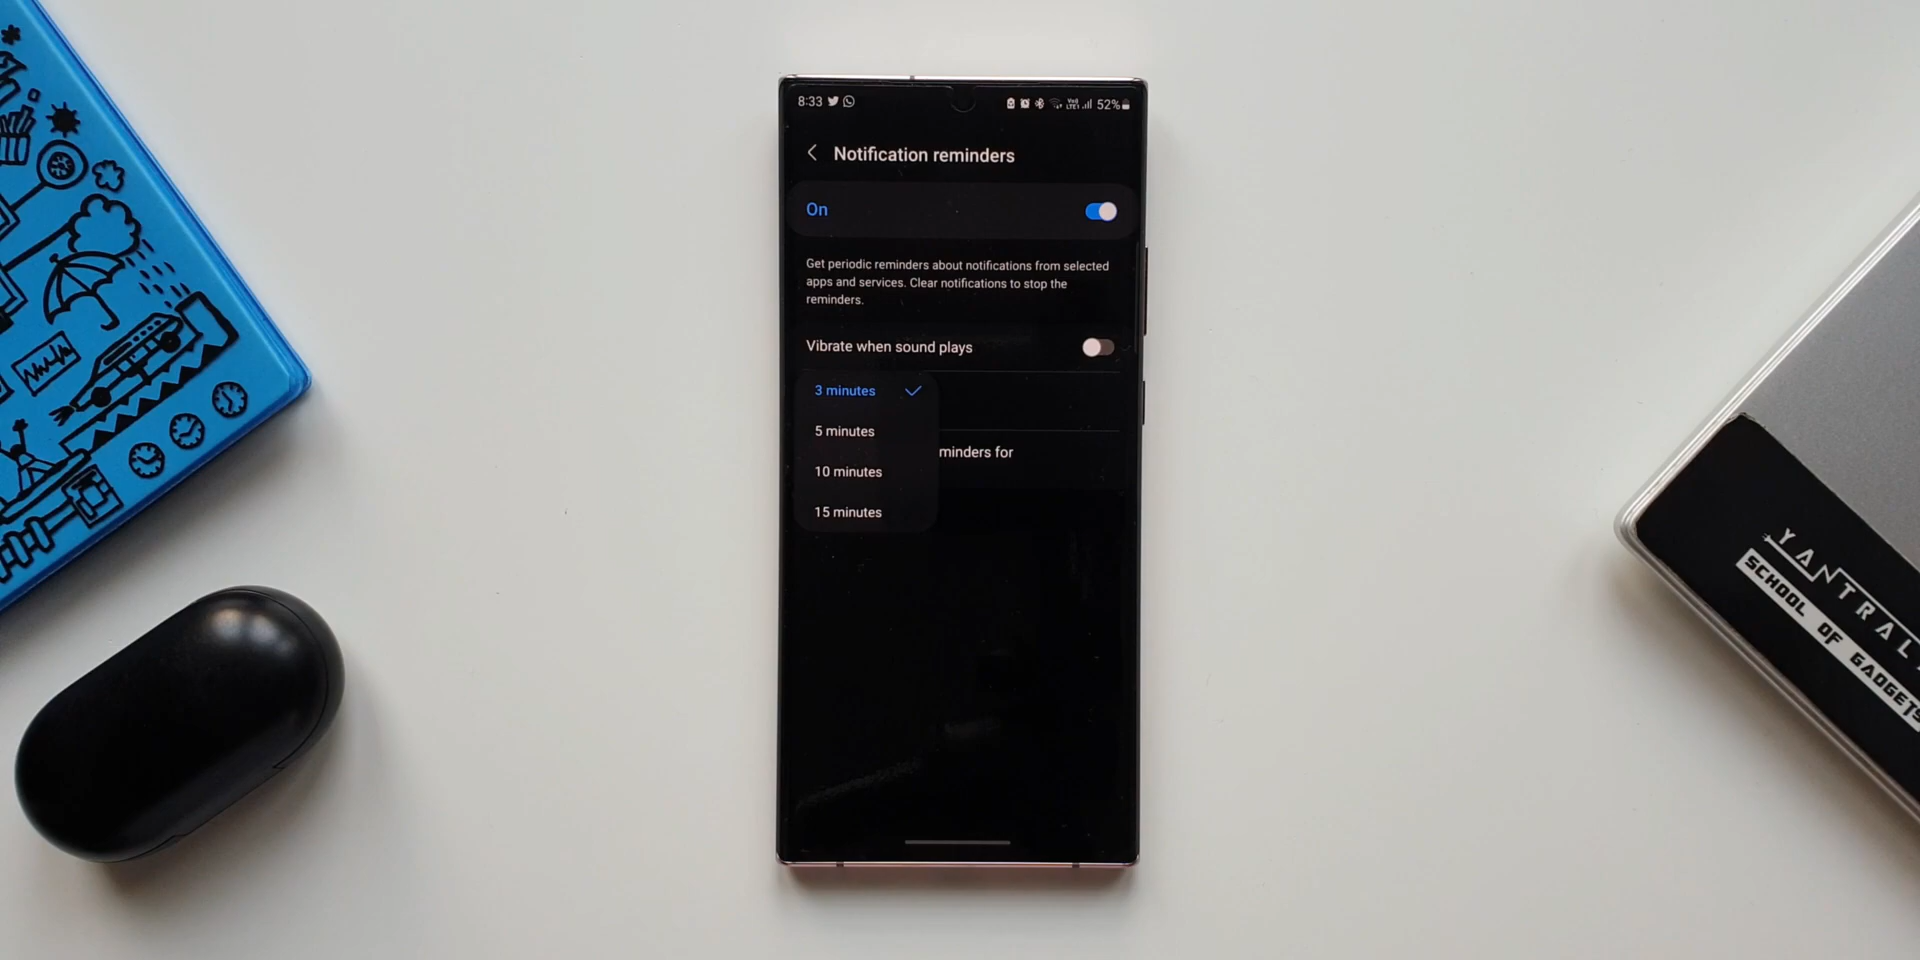 8:33
Vo))
LTE1
52%
Notification reminders
On
Get periodic reminders about notifications from selected
apps and services. Clear notifications to stop the
reminders.
Vibrate when sound plays
3 minutes
5 minutes
minders for
10 minutes
15 minutes
YANTRAL
SCHOOL OF GADGETS